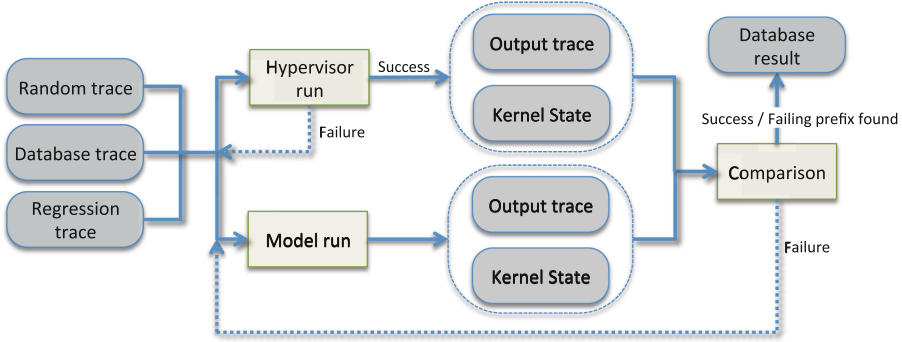 Random trace
Database trace
Regression
trace
Hypervisor
run
Success
Failure
Model run
Output trace
Kernel State
Output trace
Kernel State
Database
result
Success / Failing prefix found
Comparison
Failure